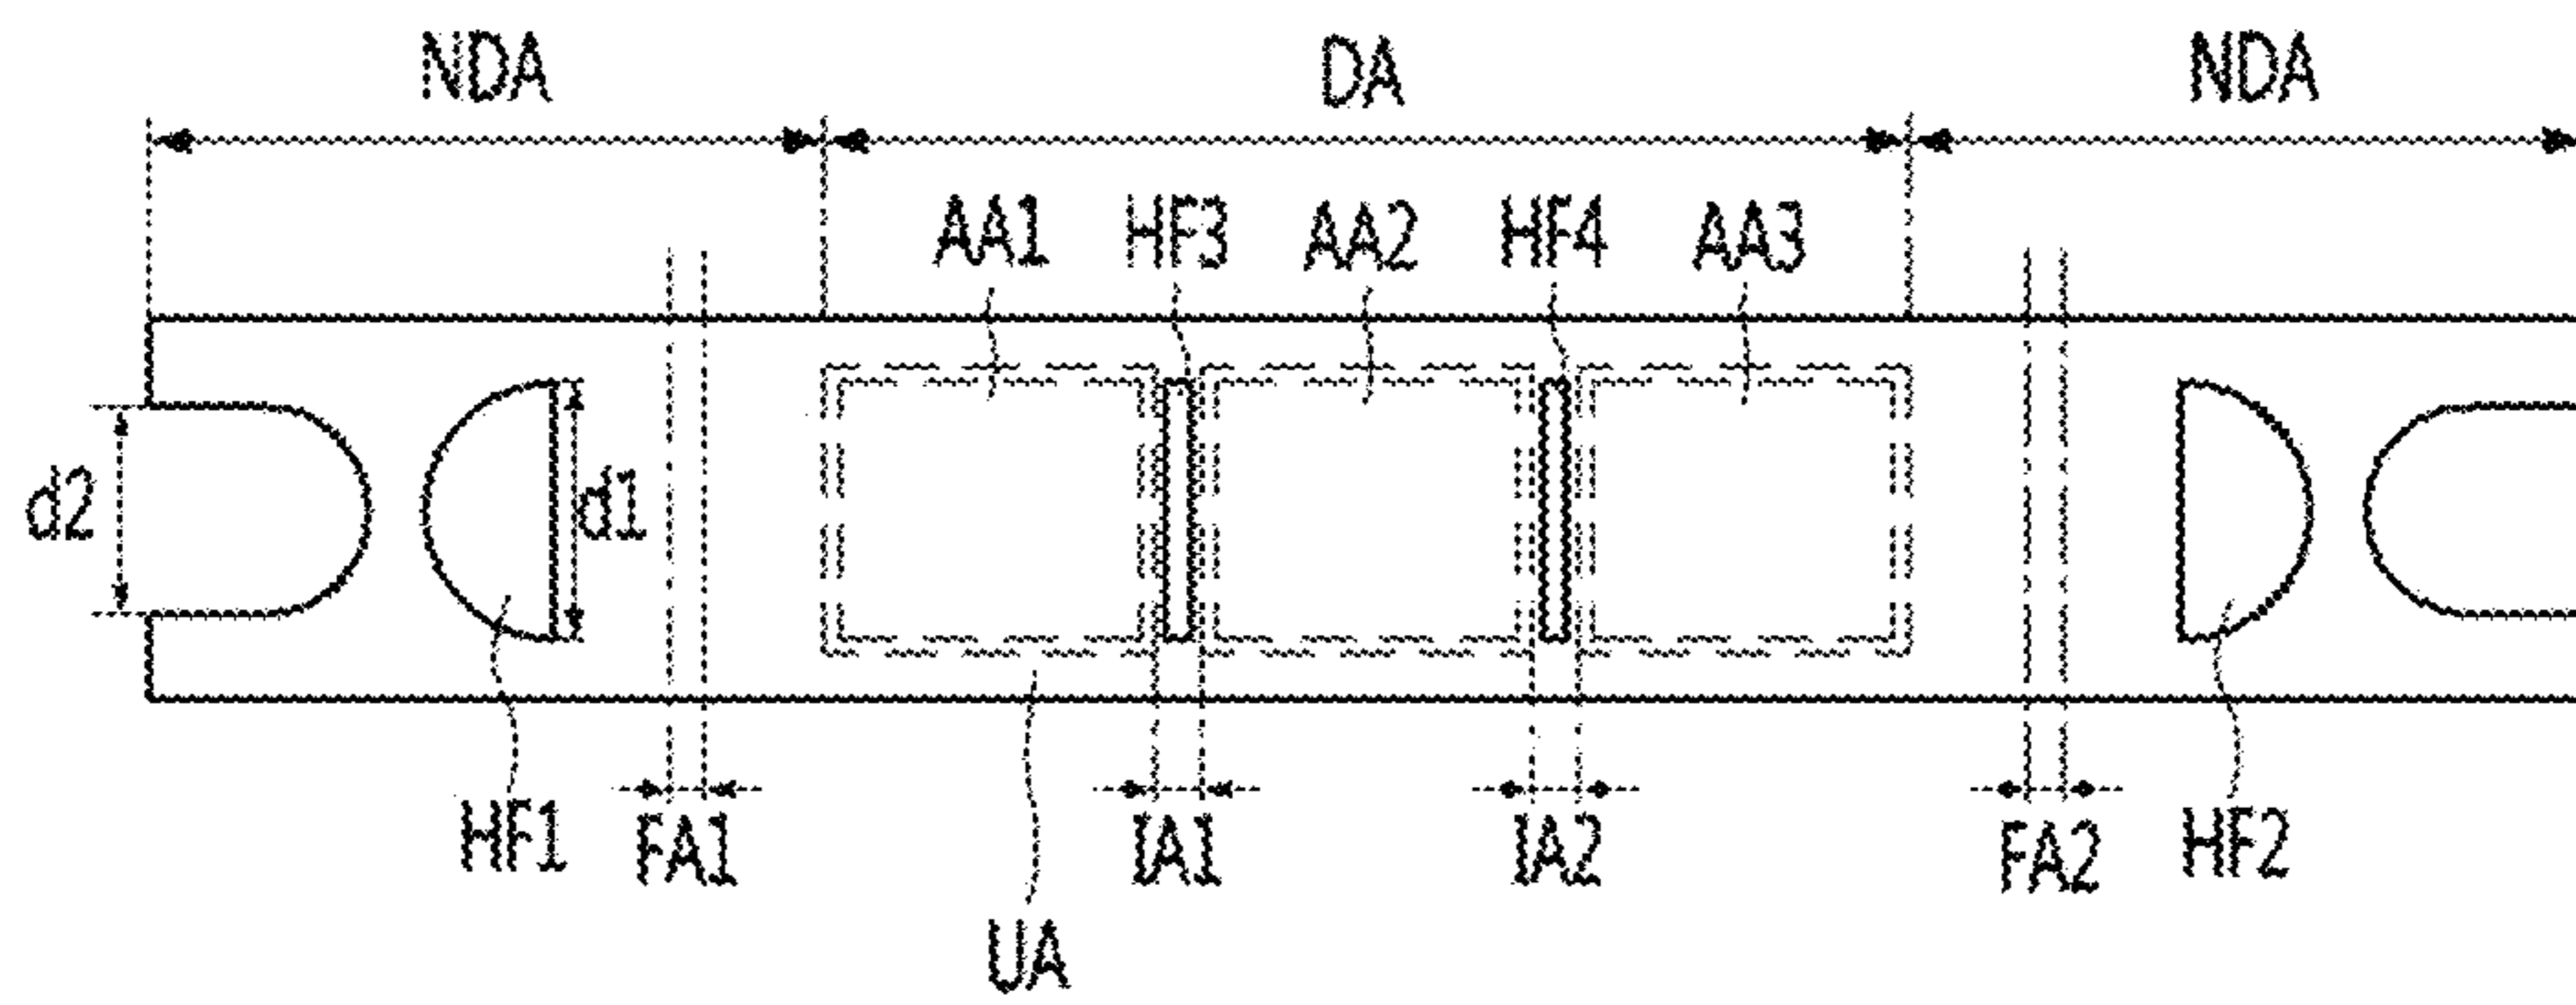 NDA DA NDA
AA1 HF3 AA2 HF4 AA3
d2 d1
HF1 FA1 IA1 IA2 FA2 HF2
UA